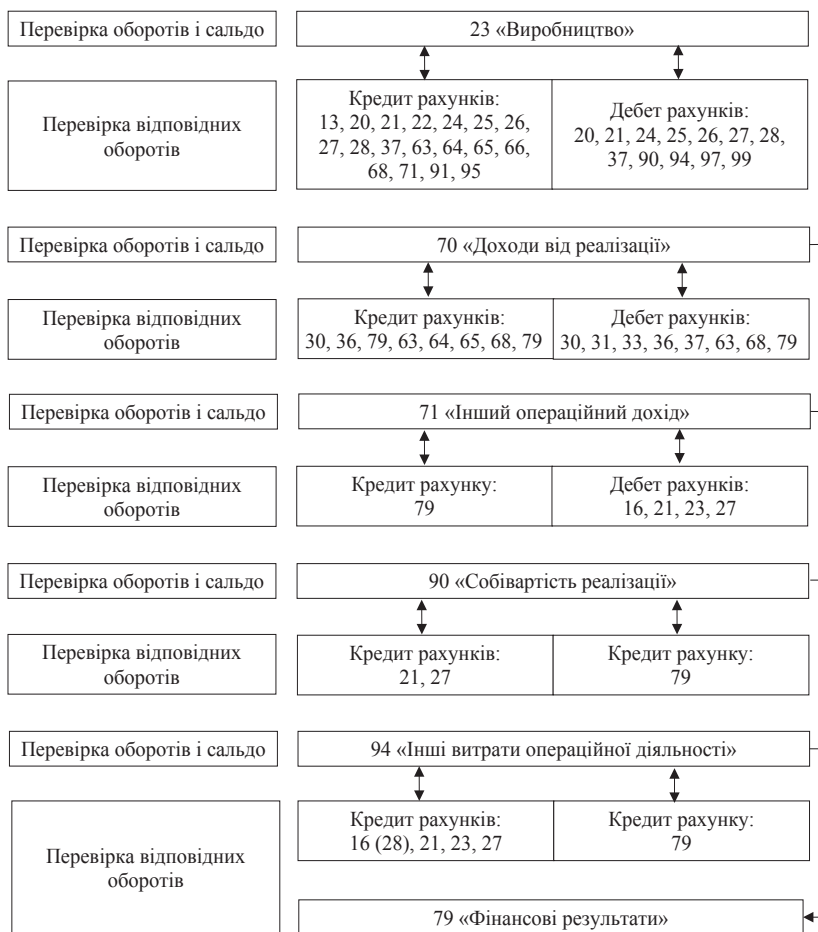 Перевірка оборотів і сальдо
23 «Виробництво»
Перевірка відповідних
оборотів
Кредит рахунків:
13, 20, 21, 22, 24, 25, 26,
27, 28, 37, 63, 64, 65, 66,
68, 71, 91, 95
Дебет рахунків:
20, 21, 24, 25, 26, 27, 28,
37, 90, 94, 97, 99
Перевірка оборотів і сальдо
70 «Доходи від реалізації»
Перевірка відповідних
оборотів
Кредит рахунків:
30, 36, 79, 63, 64, 65, 68, 79
Дебет рахунків:
30, 31, 33, 36, 37, 63, 68, 79
Перевірка оборотів і сальдо
71 «Інший операційний дохід»
Перевірка відповідних
оборотів
Кредит рахунку:
79
Дебет рахунків:
16, 21, 23, 27
Перевірка оборотів і сальдо
90 «Собівартість реалізації»
Перевірка відповідних
оборотів
Кредит рахунків:
21, 27
Кредит рахунку:
79
Перевірка оборотів і сальдо
94 «Інші витрати операційної діяльності»
Перевірка відповідних
оборотів
Кредит рахунків:
16 (28), 21, 23, 27
Кредит рахунку:
79
79 «Фінансові результати»